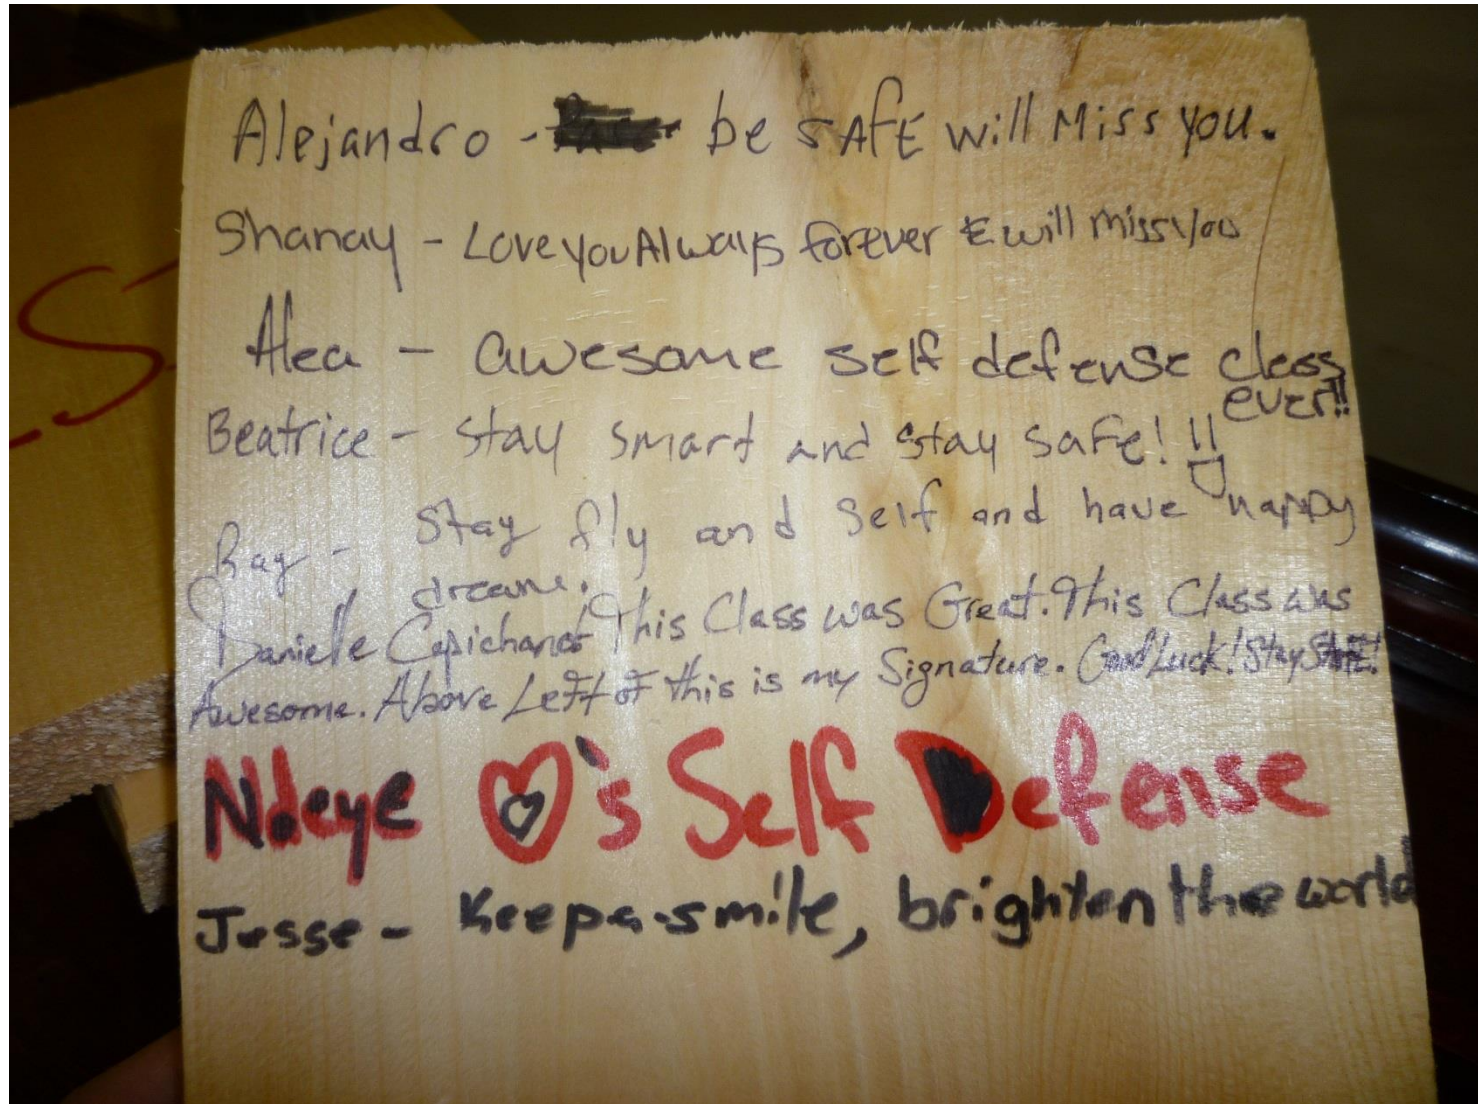 Alejandro - be SAfE will Miss you.
Shanay - Love you Always forever & will miss you
Alea - awesome self defense class
ever!!
Beatrice - stay smart and stay safe! !!
Ray - Stay fly and self and have happy
dreams.
Danielle This Class was Great. This Class was
Awesome. Above Left of this is my Signature. Good Luck! Stay
Ndeye ♡'s Self Defense
Jesse - Keep a smile, brighten the world